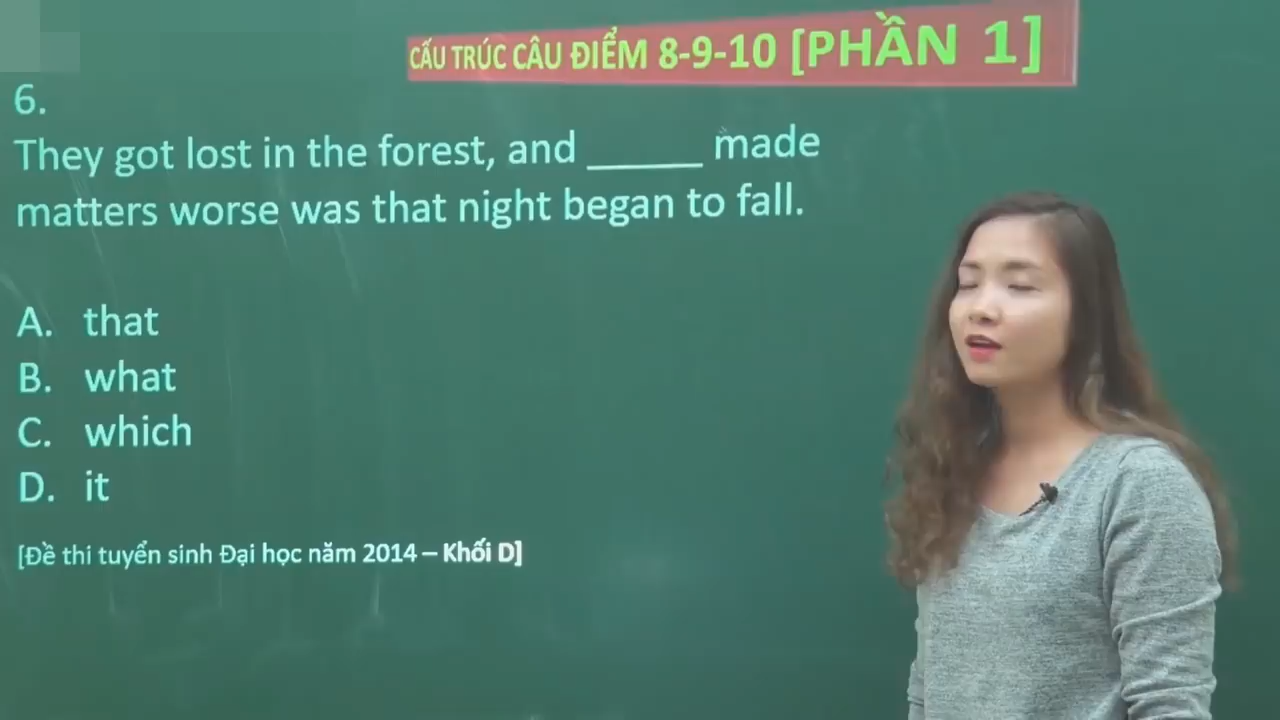 CẤU TRÚC CÂU ĐIỂM 8-9-10 [PHẦN 1]
6.
They got lost in the forest, and ______ made
matters worse was that night began to fall.
A. that
B. what
C. which
D. it
[Đề thi tuyển sinh Đại học năm 2014 – Khối D]